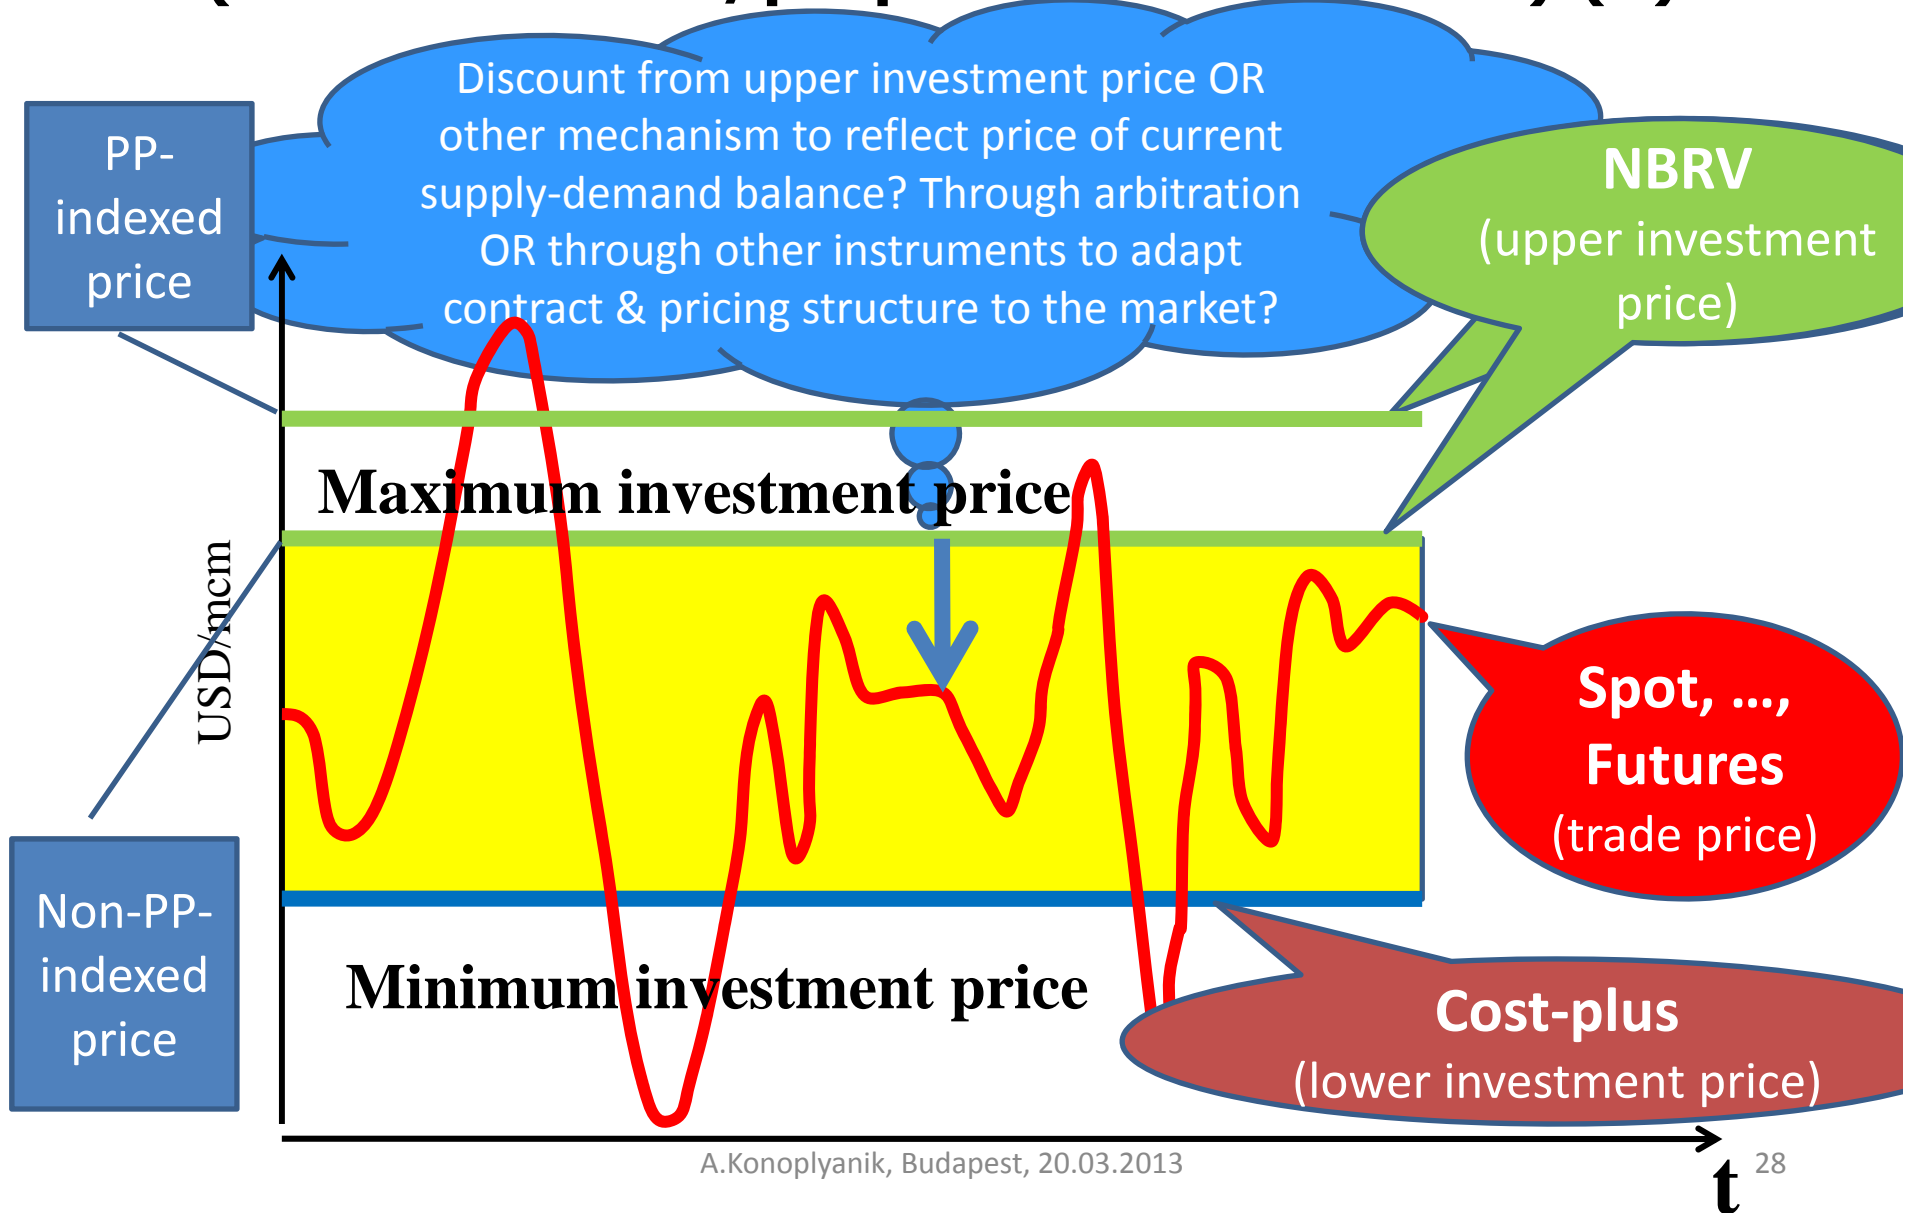 Discount from upper investment price OR
other mechanism to reflect price of current
supply-demand balance? Through arbitration
OR through other instruments to adapt
contract & pricing structure to the market?
PP-
indexed
price
NBRV
(upper investment
price)
Maximum investment price
USD/mcm
Spot, ...,
Futures
(trade price)
Non-PP-
indexed
price
Minimum investment price
Cost-plus
(lower investment price)
A.Konoplyanik, Budapest, 20.03.2013
28
t